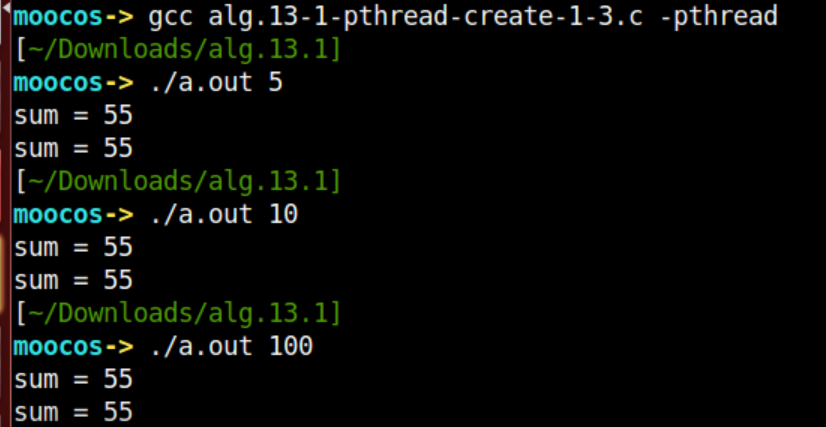 moocos-> gcc alg.13-1-pthread-create-1-3.c -pthread
[~/Downloads/alg.13.1]
moocos-> ./a.out 5
sum = 55
sum = 55
[~/Downloads/alg.13.1]
moocos-> ./a.out 10
sum = 55
sum = 55
[~/Downloads/alg.13.1]
moocos-> ./a.out 100
sum = 55
sum = 55